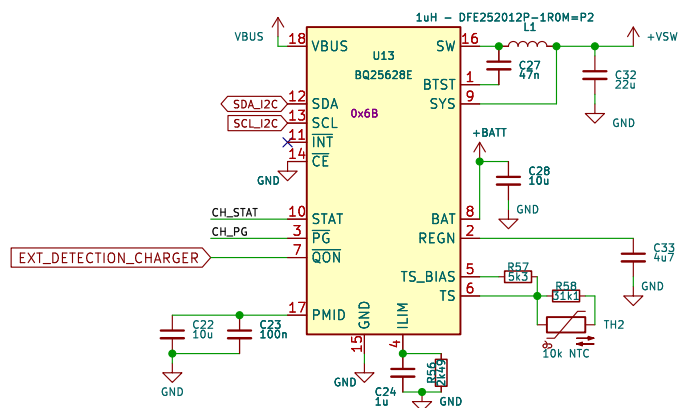 1uH - DFE252012P-1R0M=P2
L1
VBUS
+VSW
18 VBUS
U13
SW 16
BQ25628E
C27
47n
C32
22u
BTST 1
SYS 9
GND
SDA_I2C 12 SDA
0x6B
SCL_I2C 13 SCL
11 INT
+BATT
14 CE
GND
C28
10u
GND
CH_STAT 10 STAT
BAT 8
CH_PG 3 PG
REGN 2
EXT_DETECTION_CHARGER 7 QON
C33
4u7
GND
TS_BIAS 5
R57
5k3
TS 6
R58
31k1
TH2
10k NTC
17 PMID
C22
10u
C23
100n
GND
GND
15
GND
ILIM
4
C24
1u
R56
2k49
GND